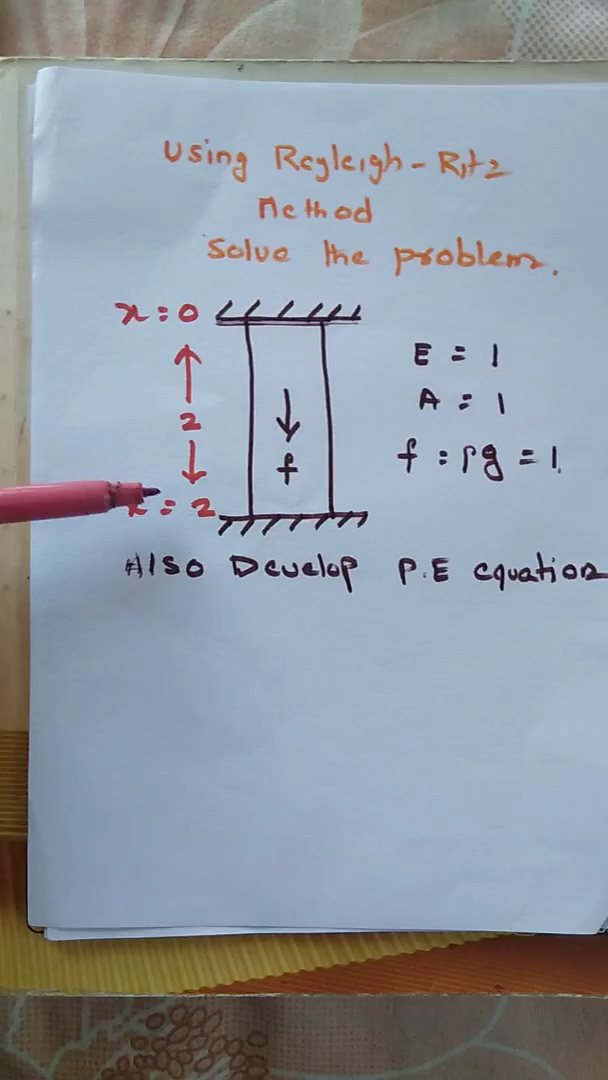 Using Rayleigh-Ritz
Method
Solve the problem.
x = 0
E = 1
A = 1
2
f
f = ρg = 1.
x = 2
Also Develop P.E equation